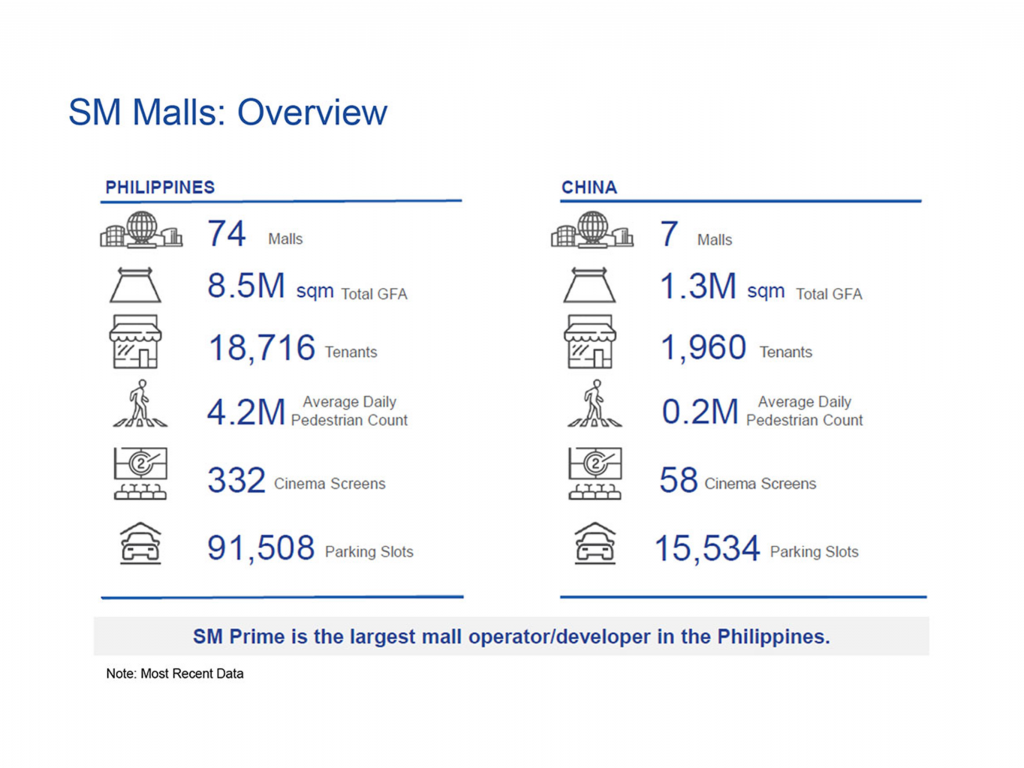 SM Malls: Overview
PHILIPPINES
74 Malls
8.5M sqm Total GFA
18,716 Tenants
4.2M Average Daily
Pedestrian Count
2
332 Cinema Screens
91,508 Parking Slots
CHINA
7 Malls
1.3M sqm Total GFA
1,960 Tenants
0.2M Average Daily
Pedestrian Count
2
58 Cinema Screens
15,534 Parking Slots
SM Prime is the largest mall operator/developer in the Philippines.
Note: Most Recent Data